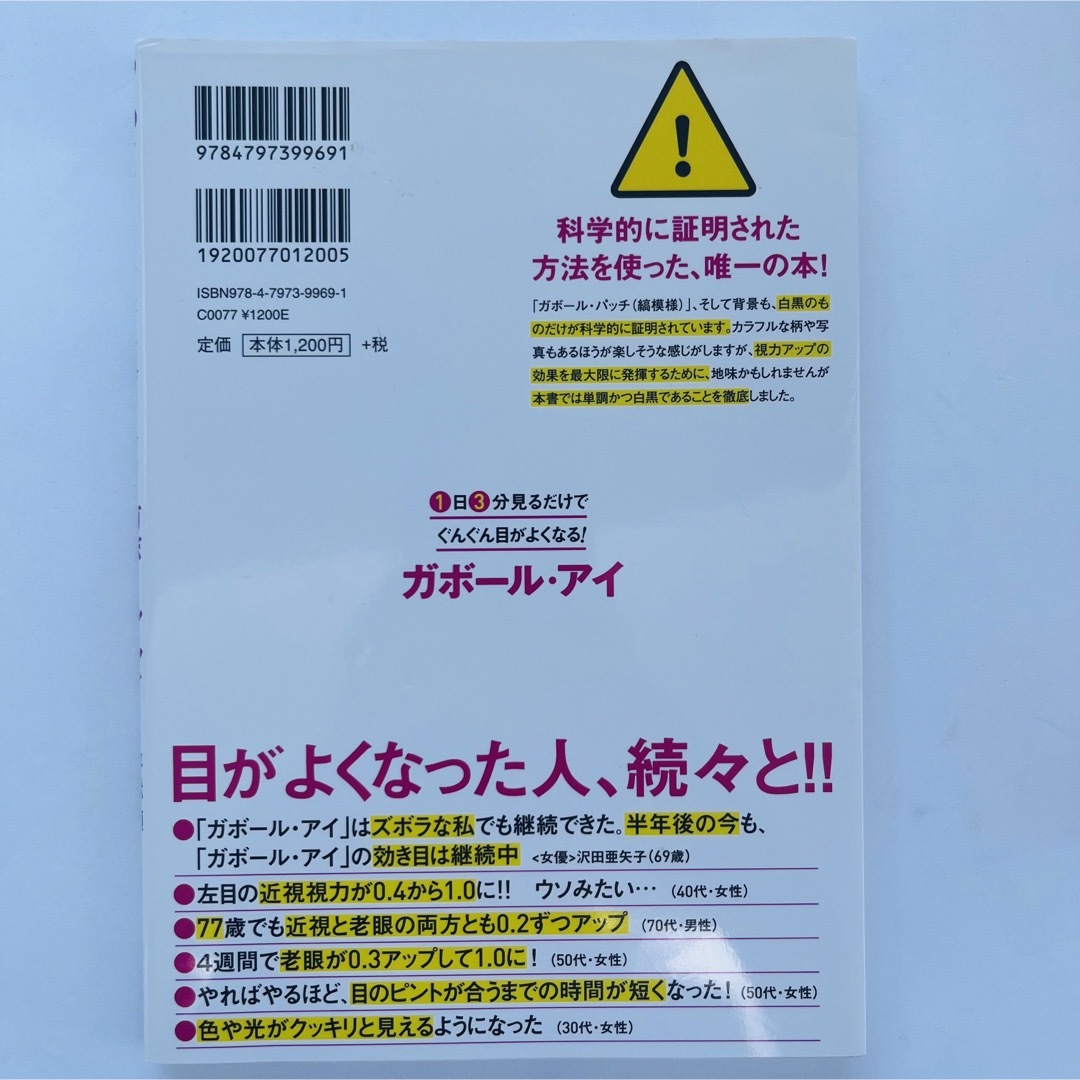 9784797399691
1920077012005
ISBN978-4-7973-9969-1
C0077 ¥1200E
定価 本体1,200円 +税
科学的に証明された
方法を使った、唯一の本!
「ガボール・パッチ(縞模様)」、そして背景も、白黒のも
のだけが科学的に証明されています。カラフルな柄や写
真もあるほうが楽しそうな感じがしますが、視力アップの
効果を最大限に発揮するために、地味かもしれませんが
本書では単調かつ白黒であることを徹底しました。
1日3分見るだけで
ぐんぐん目がよくなる!
ガボール・アイ
目がよくなった人、続々と!!
●「ガボール・アイ」はズボラな私でも継続できた。半年後の今も、
「ガボール・アイ」の効き目は継続中 <女優>沢田亜矢子(69歳)
●左目の近視視力が0.4から1.0に!! ウソみたい… (40代・女性)
●77歳でも近視と老眼の両方とも0.2ずつアップ (70代・男性)
●4週間で老眼が0.3アップして1.0に! (50代・女性)
●やればやるほど、目のピントが合うまでの時間が短くなった! (50代・女性)
●色や光がクッキリと見えるようになった (30代・女性)